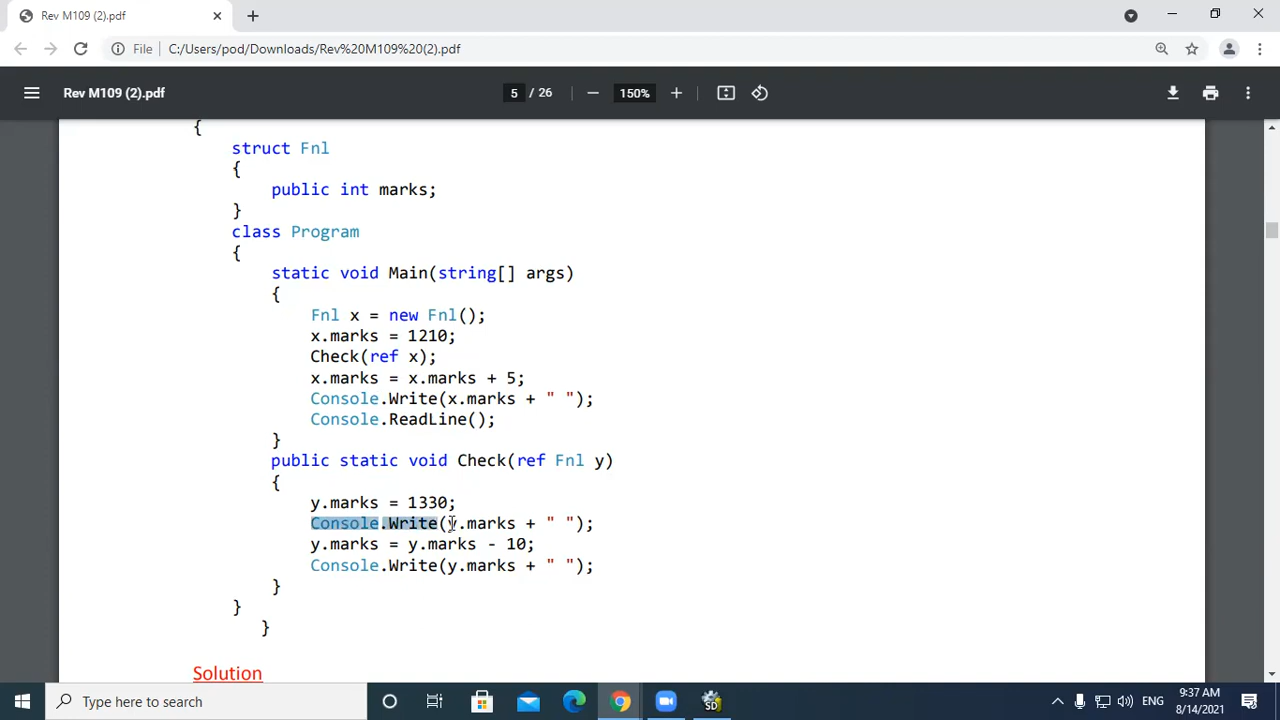 Rev M109 (2).pdf
File
C:/Users/pod/Downloads/Rev%20M109%20(2).pdf
Rev M109 (2).pdf
5 / 26
150%
{
struct Fnl
{
public int marks;
}
class Program
{
static void Main(string[] args)
{
Fnl x = new Fnl();
x.marks = 1210;
Check(ref x);
x.marks = x.marks + 5;
Console.Write(x.marks + " ");
Console.ReadLine();
}
public static void Check(ref Fnl y)
{
y.marks = 1330;
Console.Write(y.marks + " ");
y.marks = y.marks - 10;
Console.Write(y.marks + " ");
}
}
}
Solution
Type here to search
SD
ENG
9:37 AM
8/14/2021